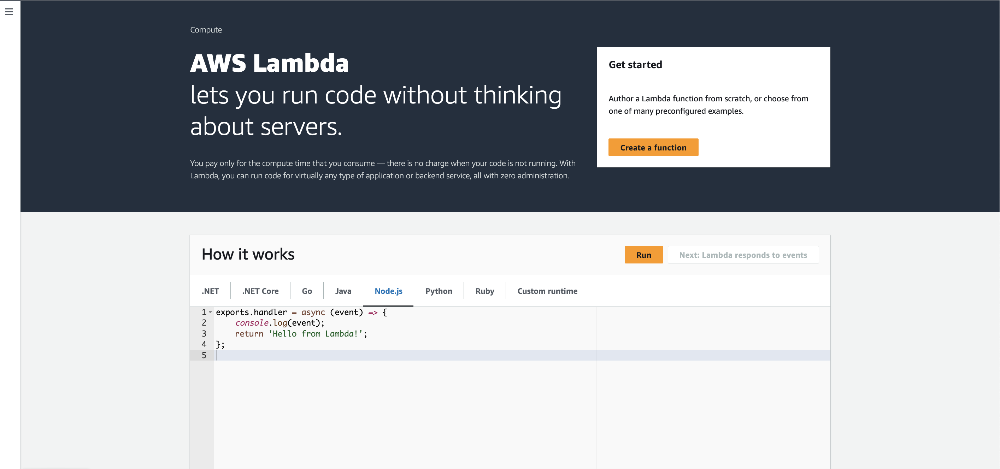 Compute
AWS Lambda
lets you run code without thinking
about servers.
You pay only for the compute time that you consume — there is no charge when your code is not running. With
Lambda, you can run code for virtually any type of application or backend service, all with zero administration.
Get started
Author a Lambda function from scratch, or choose from
one of many preconfigured examples.
Create a function
How it works
Run
Next: Lambda responds to events
.NET
.NET Core
Go
Java
Node.js
Python
Ruby
Custom runtime
1 exports.handler = async (event) => {
2     console.log(event);
3     return 'Hello from Lambda!';
4 };
5